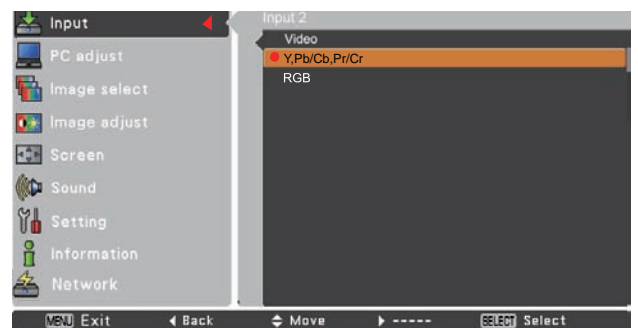 Input
PC adjust
Image select
Image adjust
Screen
Sound
Setting
Information
Network
Input 2
Video
Y,Pb/Cb,Pr/Cr
RGB
MENU Exit Back Move ----- SELECT Select